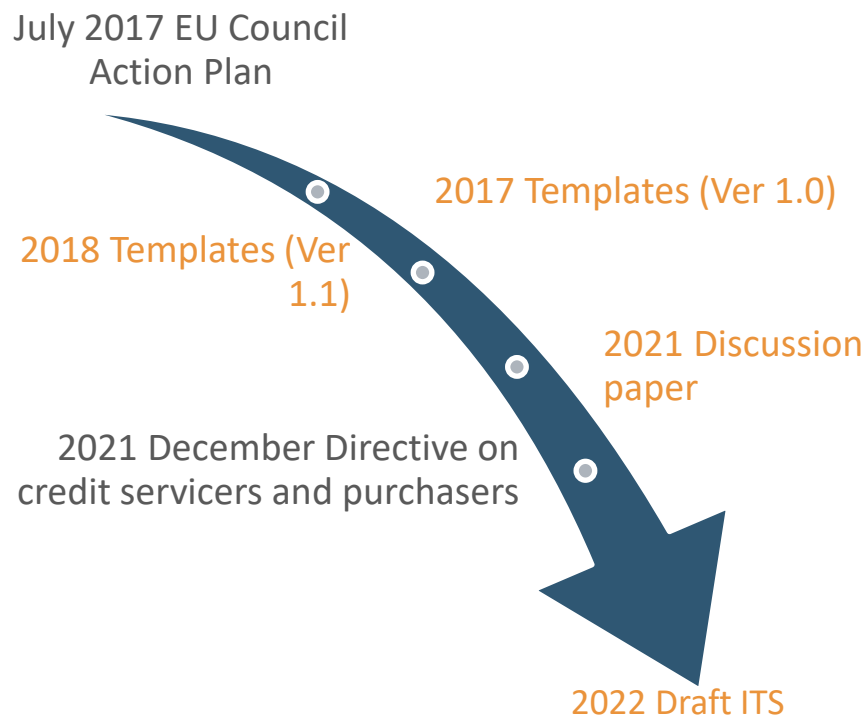 July 2017 EU Council
Action Plan
2017 Templates (Ver 1.0)
2018 Templates (Ver
1.1)
2021 Discussion
paper
2021 December Directive on
credit servicers and purchasers
2022 Draft ITS